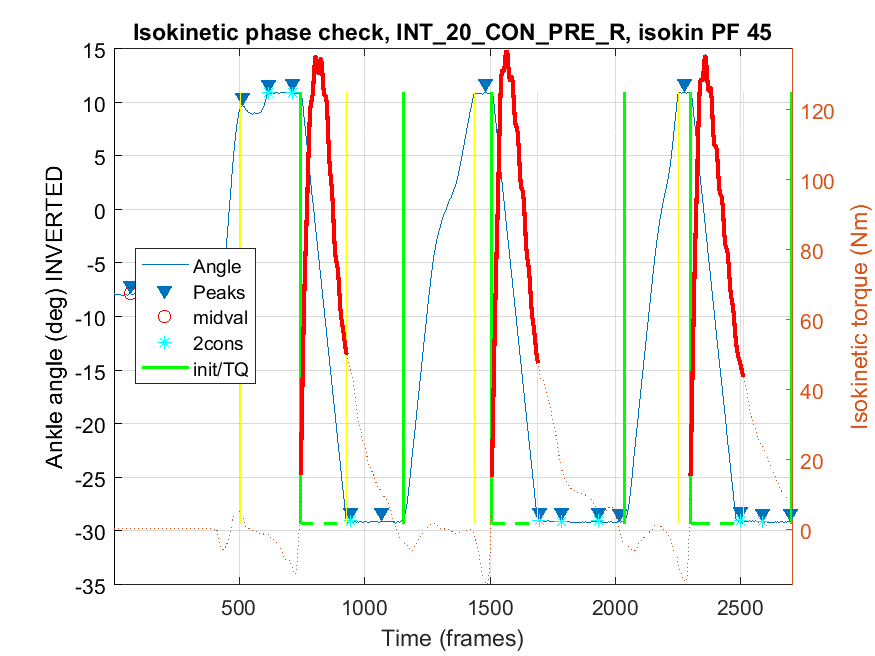 Isokinetic phase check, INT_20_CON_PRE_R, isokin PF 45
Ankle angle (deg) INVERTED
15
10
5
0
-5
-10
-15
-20
-25
-30
-35
Angle
Peaks
midval
2cons
init/TQ
500
1000
1500
2000
2500
Time (frames)
120
100
80
60
40
20
0
Isokinetic torque (Nm)